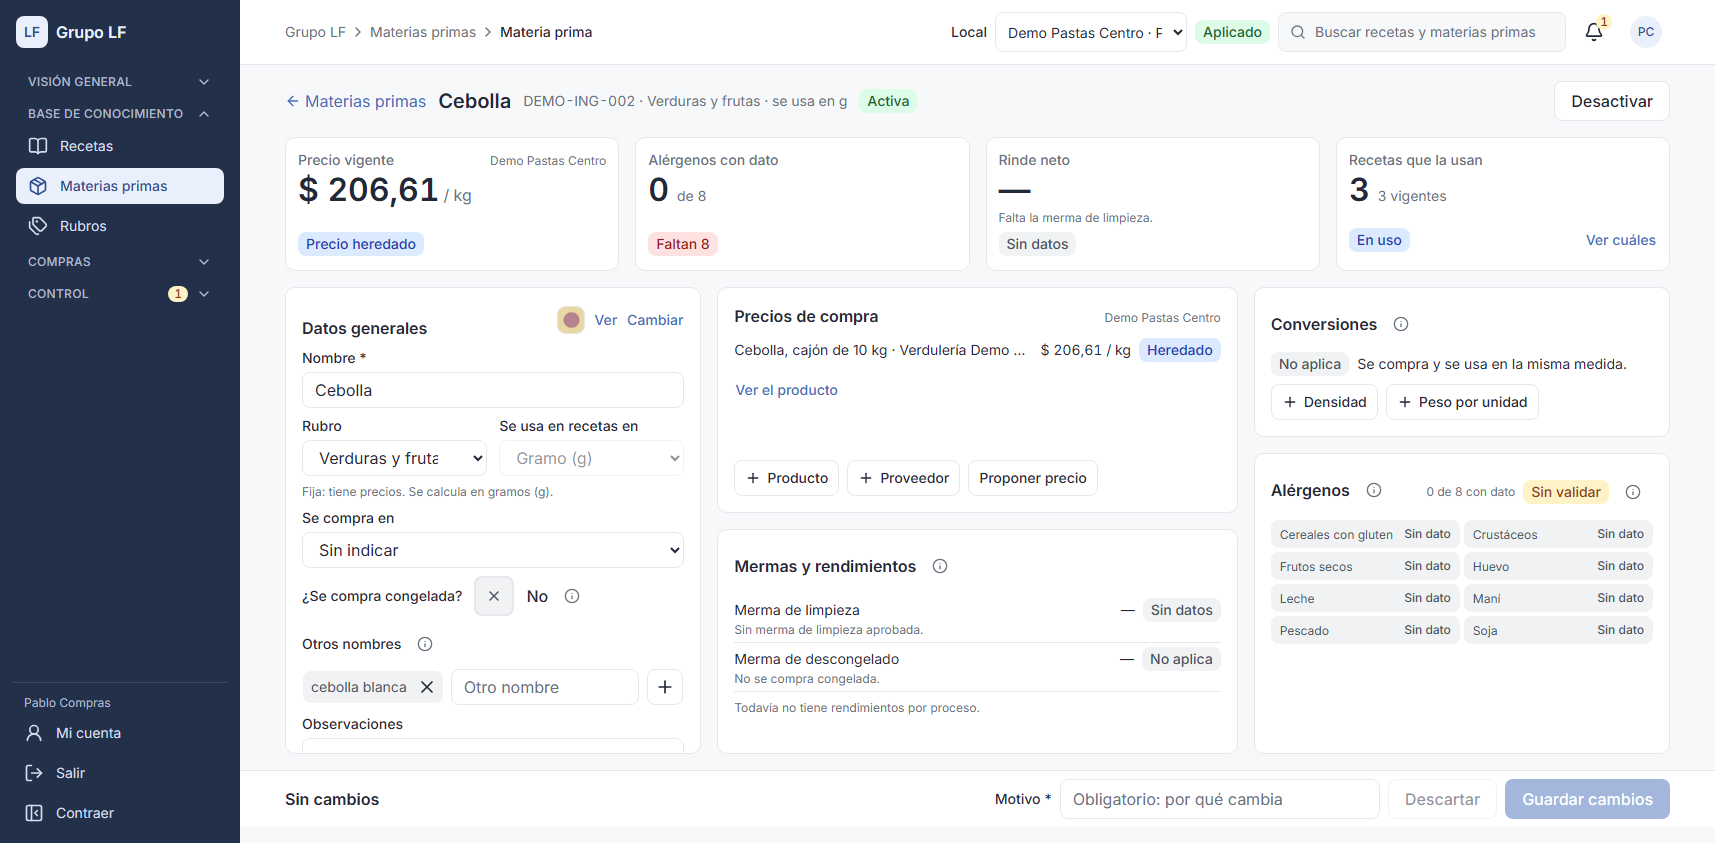 LF Grupo LF
VISIÓN GENERAL
BASE DE CONOCIMIENTO
Recetas
Materias primas
Rubros
COMPRAS
CONTROL 1
Pablo Compras
Mi cuenta
Salir
Contraer
Grupo LF > Materias primas > Materia prima
Local Demo Pastas Centro · P Aplicado Buscar recetas y materias primas 1 PC
← Materias primas Cebolla DEMO-ING-002 · Verduras y frutas · se usa en g Activa Desactivar
Precio vigente Demo Pastas Centro
$ 206,61 / kg
Precio heredado
Alérgenos con dato
0 de 8
Faltan 8
Rinde neto
—
Falta la merma de limpieza.
Sin datos
Recetas que la usan
3 3 vigentes
En uso Ver cuáles
Datos generales Ver Cambiar
Nombre *
Cebolla
Rubro Se usa en recetas en
Verduras y fruta Gramo (g)
Fija: tiene precios. Se calcula en gramos (g).
Se compra en
Sin indicar
¿Se compra congelada? No
Otros nombres
cebolla blanca Otro nombre
Observaciones
Precios de compra Demo Pastas Centro
Cebolla, cajón de 10 kg · Verdulería Demo ... $ 206,61 / kg Heredado
Ver el producto
+ Producto + Proveedor Proponer precio
Mermas y rendimientos
Merma de limpieza — Sin datos
Sin merma de limpieza aprobada.
Merma de descongelado — No aplica
No se compra congelada.
Todavía no tiene rendimientos por proceso.
Conversiones
No aplica Se compra y se usa en la misma medida.
+ Densidad + Peso por unidad
Alérgenos 0 de 8 con dato Sin validar
Cereales con gluten Sin dato Crustáceos Sin dato
Frutos secos Sin dato Huevo Sin dato
Leche Sin dato Maní Sin dato
Pescado Sin dato Soja Sin dato
Sin cambios Motivo * Obligatorio: por qué cambia Descartar Guardar cambios